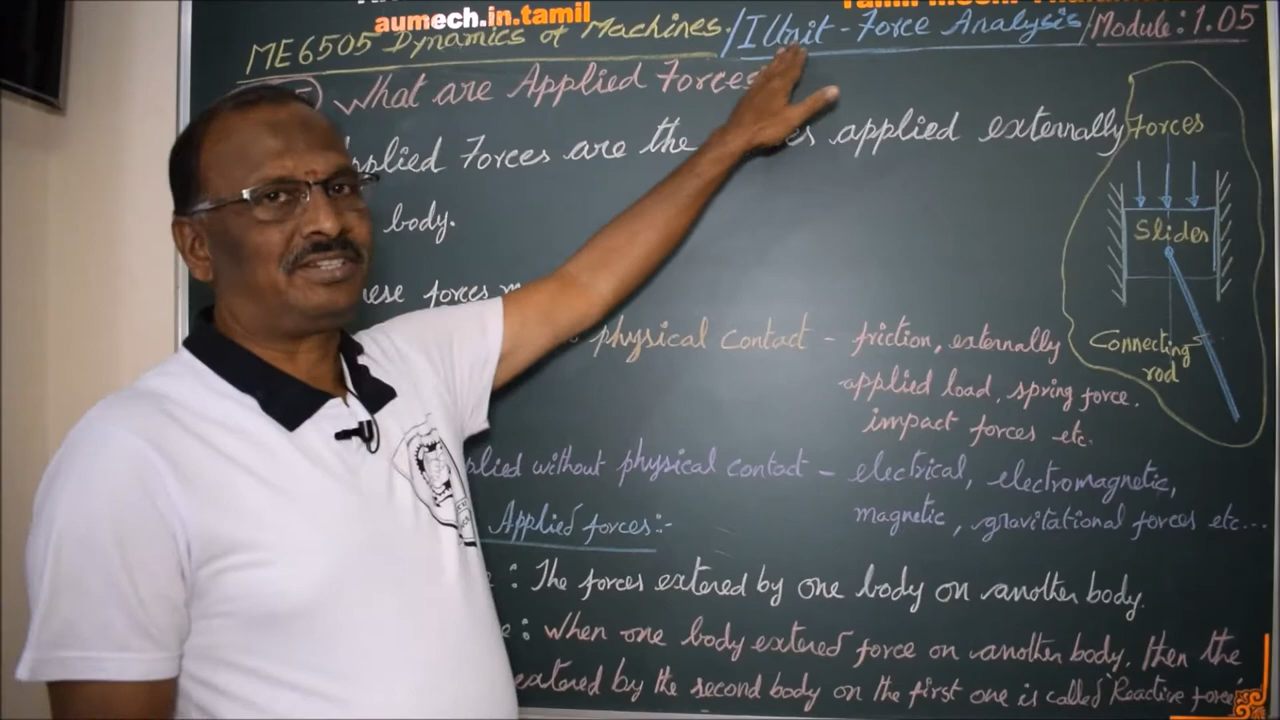 aumech.in.tamil
ME6505 Dynamics of Machines. / I Unit - Force Analysis / Module: 1.05
What are Applied Forces
pplied Forces are the applied externally
body.
ese forces
physical contact - friction, externally
applied load, spring force.
impact forces etc.
plied without physical contact - electrical, electromagnetic,
magnetic, gravitational forces etc...
Applied forces:-
: The forces extered by one body on another body.
e: When one body extered force on another body. then the
extered by the second body on the first one is called 'Reactive force'
Forces
Slider
Connecting
rod